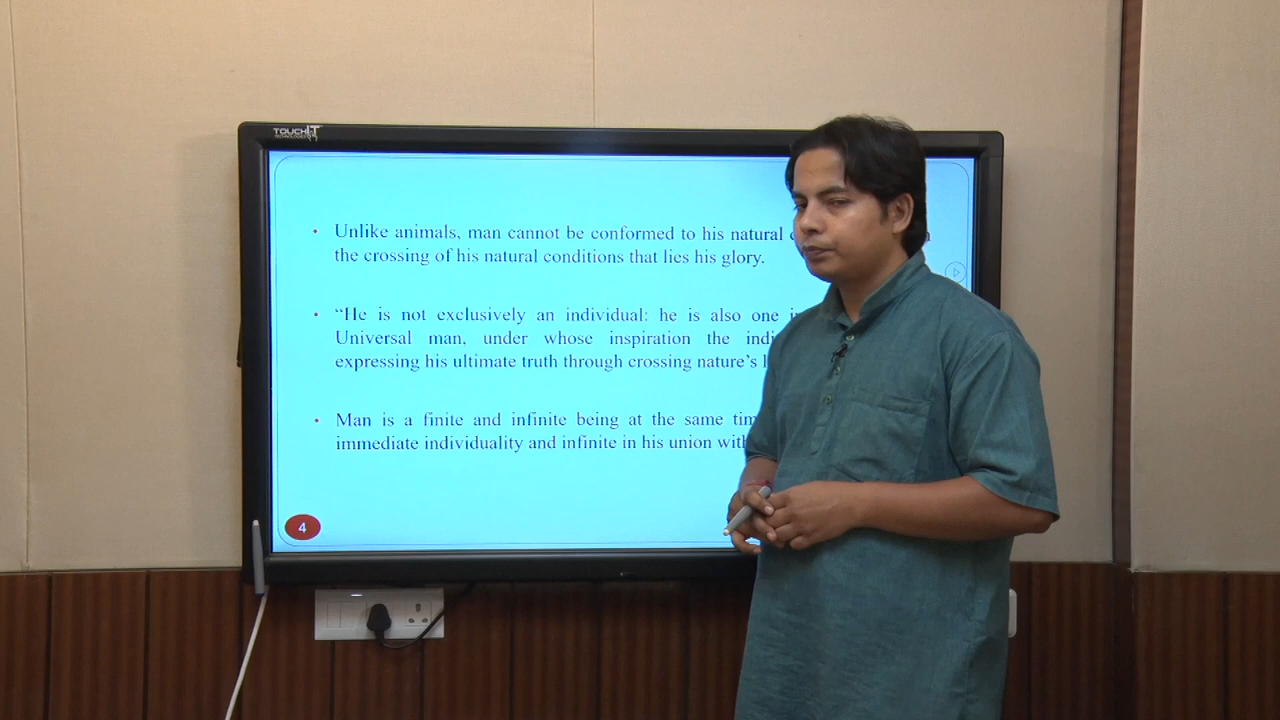 TOUCHIT
TECHNOLOGIES
• Unlike animals, man cannot be conformed to his natural
the crossing of his natural conditions that lies his glory.
• “He is not exclusively an individual: he is also one
Universal man, under whose inspiration the
expressing his ultimate truth through crossing nature’s
• Man is a finite and infinite being at the same
immediate individuality and infinite in his union
4